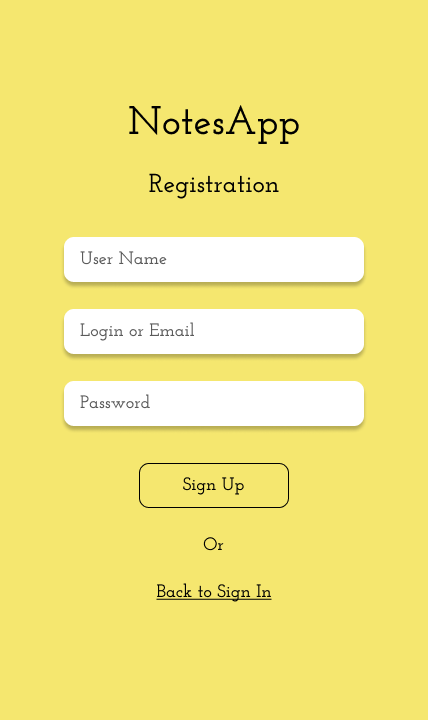 NotesApp
Registration
User Name
Login or Email
Password
Sign Up
Or
Back to Sign In